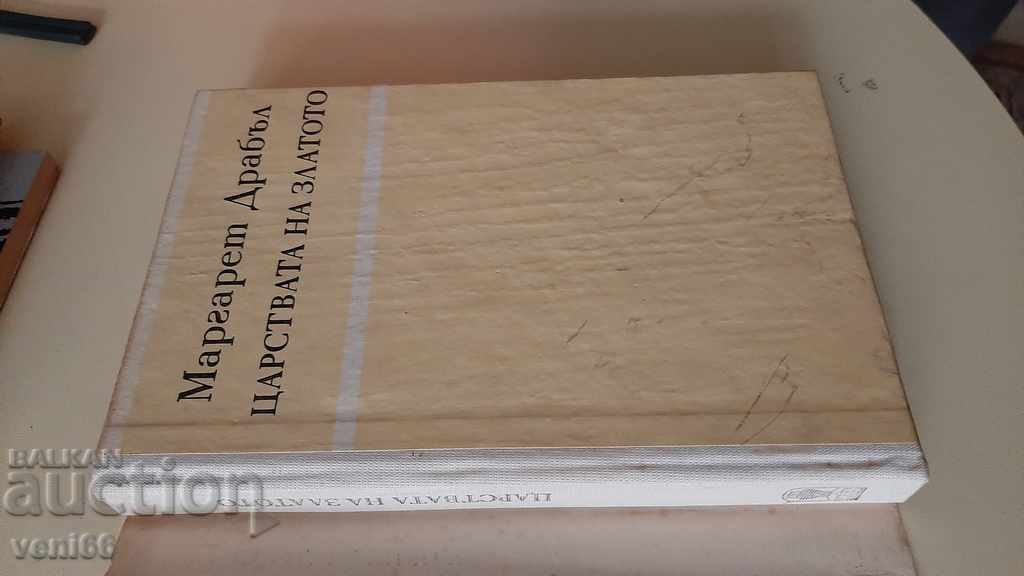 Маргарет Драбъл
ЦАРСТВАТА НА ЗЛАТОТО
ЦАРСТВАТА НА ЗЛАТОТО
BALKAN
auction
veni66